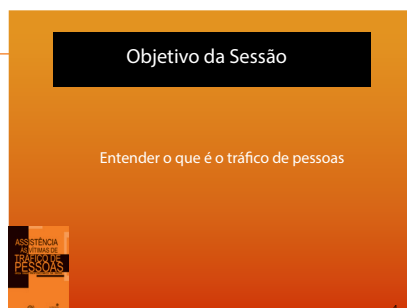 Objetivo da Sessão
Entender o que é o tráfico de pessoas
ASSISTÊNCIA
ÀS VÍTIMAS DE
TRÁFICO DE
PESSOAS